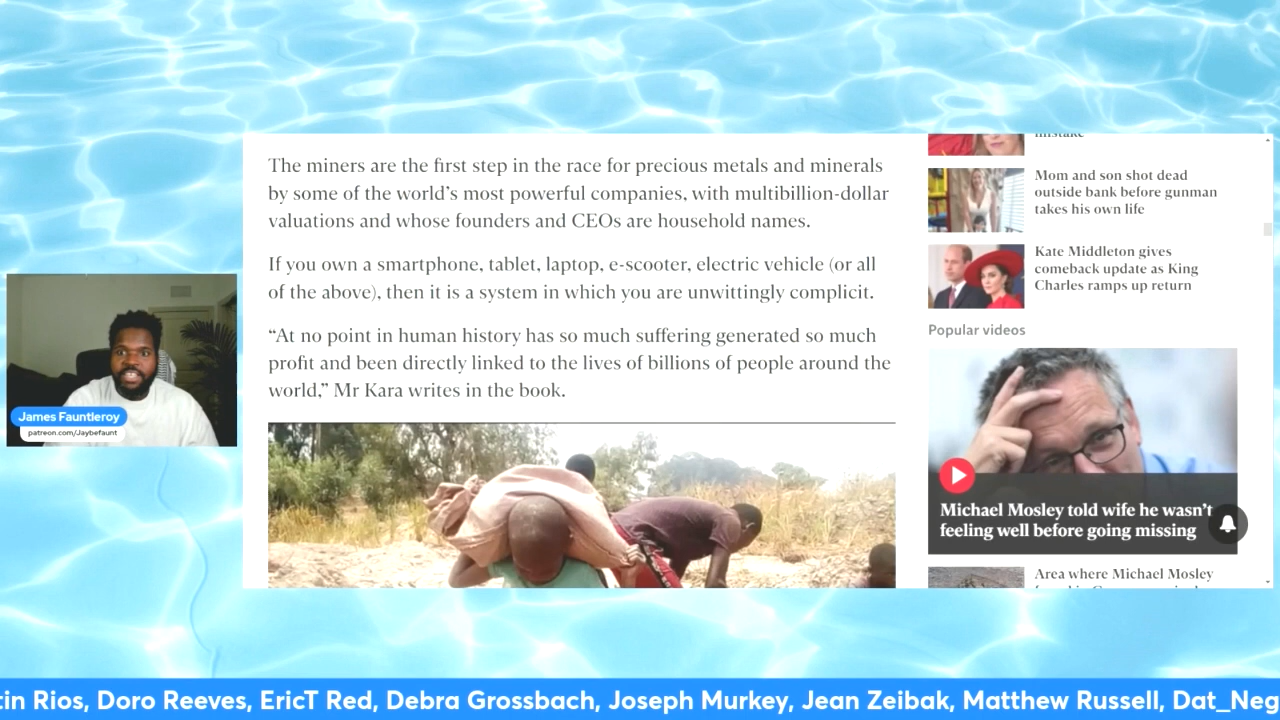 The miners are the first step in the race for precious metals and minerals
by some of the world’s most powerful companies, with multibillion-dollar
valuations and whose founders and CEOs are household names.
If you own a smartphone, tablet, laptop, e-scooter, electric vehicle (or all
of the above), then it is a system in which you are unwittingly complicit.
“At no point in human history has so much suffering generated so much
profit and been directly linked to the lives of billions of people around the
world,” Mr Kara writes in the book.
mistake
Mom and son shot dead
outside bank before gunman
takes his own life
Kate Middleton gives
comeback update as King
Charles ramps up return
Popular videos
Michael Mosley told wife he wasn’t
feeling well before going missing
Area where Michael Mosley
James Fauntleroy
patreon.com/Jaybefaunt
tin Rios, Doro Reeves, EricT Red, Debra Grossbach, Joseph Murkey, Jean Zeibak, Matthew Russell, Dat_Neg